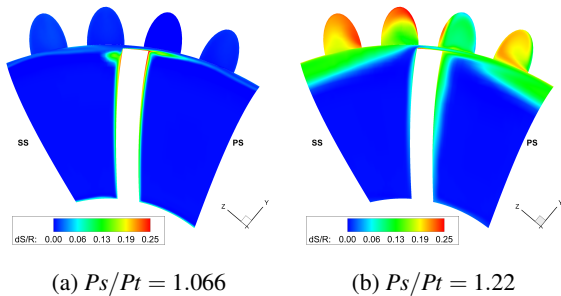 SS
PS
Z
Y
dS/R: 0.00 0.06 0.13 0.19 0.25
(a) Ps/Pt = 1.066
SS
PS
Z
Y
dS/R: 0.00 0.06 0.13 0.19 0.25
(b) Ps/Pt = 1.22